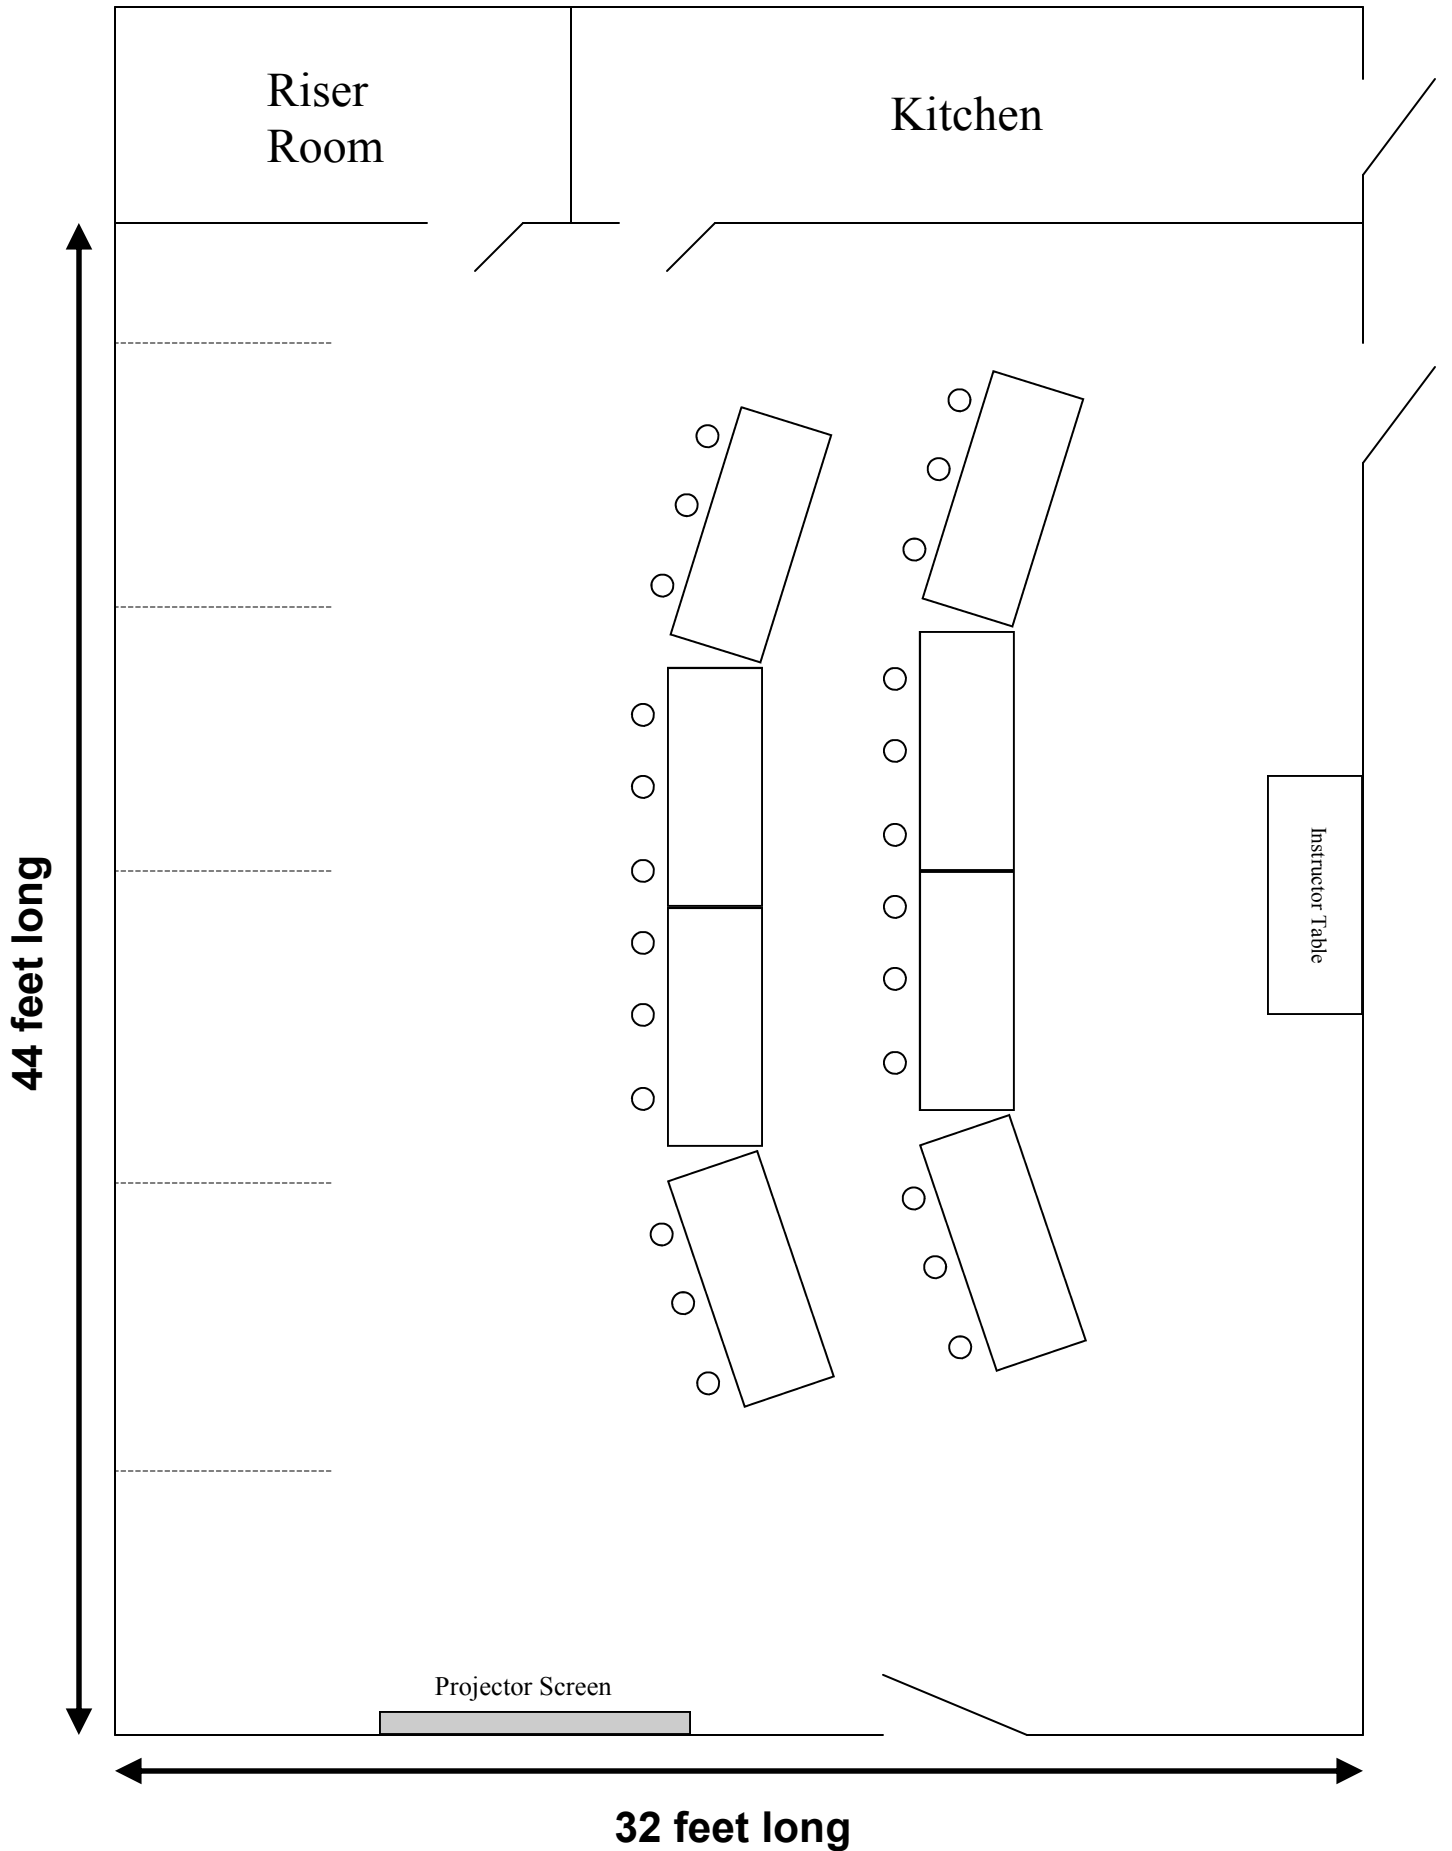 Riser
Room
Kitchen
44 feet long
Instructor Table
Projector Screen
32 feet long